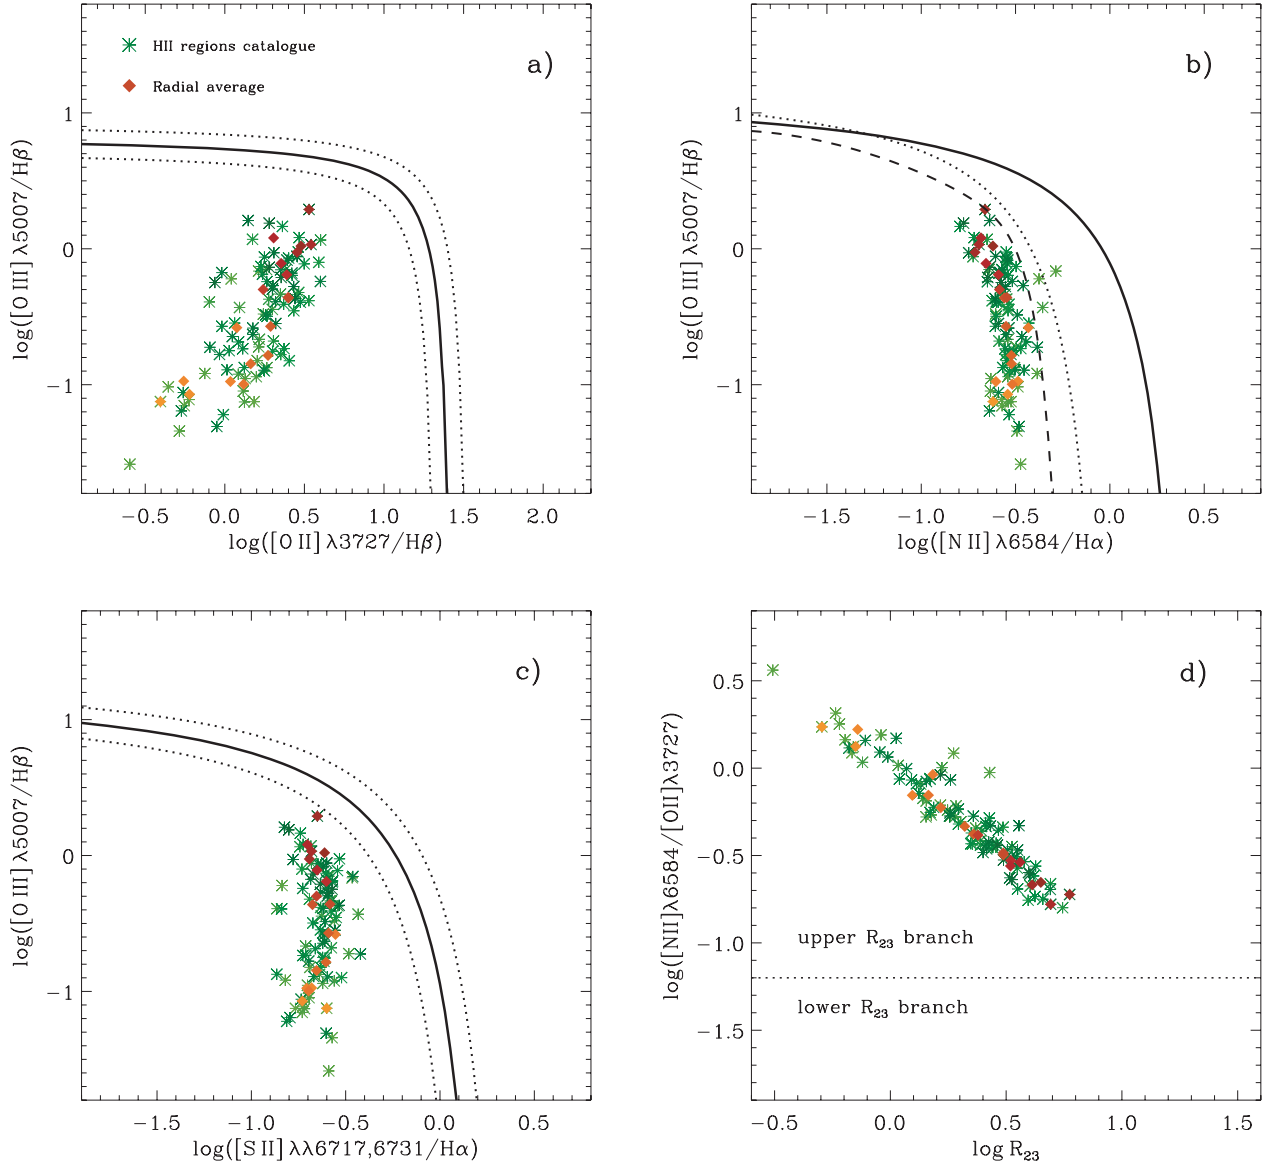 HII regions catalogue
Radial average
a)
log([O III] λ5007/Hβ)
1
0
−1
−0.5 0.0 0.5 1.0 1.5 2.0
log([O II] λ3727/Hβ)
b)
log([O III] λ5007/Hβ)
1
0
−1
−1.5 −1.0 −0.5 0.0 0.5
log([N II] λ6584/Hα)
c)
log([O III] λ5007/Hβ)
1
0
−1
−1.5 −1.0 −0.5 0.0 0.5
log([S II] λλ6717,6731/Hα)
d)
log([NII]λ6584/[OII]λ3727)
0.5
0.0
−0.5
−1.0
−1.5
upper R₂₃ branch
lower R₂₃ branch
−0.5 0.0 0.5 1.0 1.5
log R₂₃